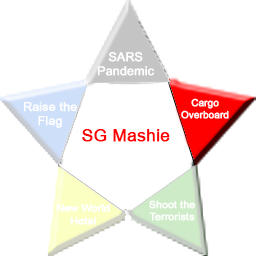 SARS
Pandemic
Raise the
Flag
Cargo
Overboard
SG Mashie
New World
Hotel
Shoot the
Terrorists